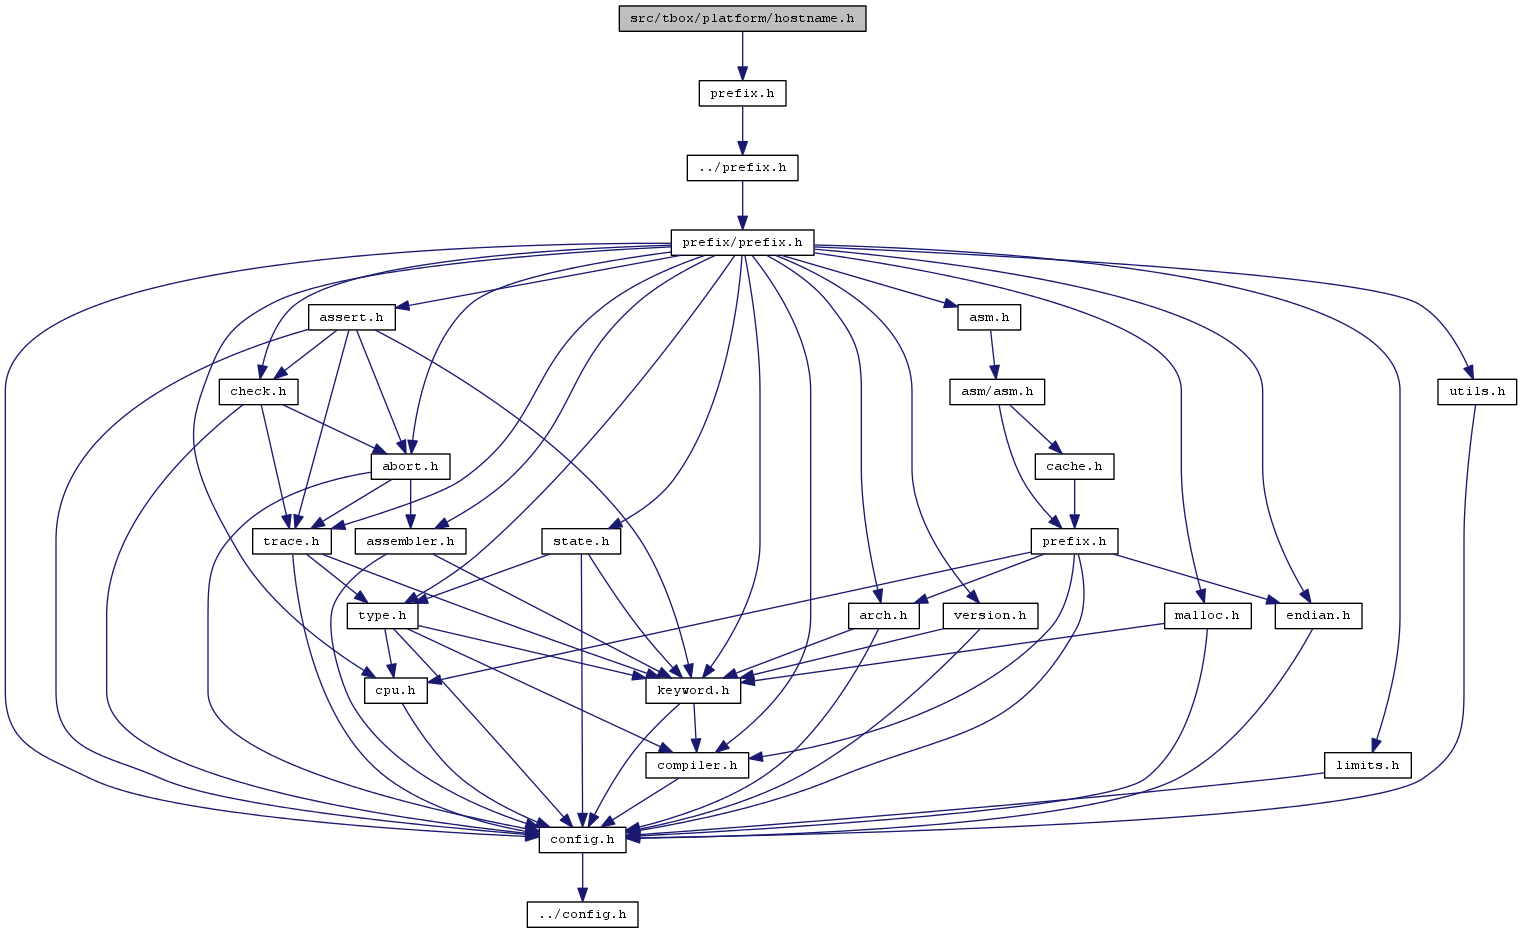 src/tbox/platform/hostname.h
prefix.h
../prefix.h
prefix/prefix.h
assert.h
asm.h
check.h
asm/asm.h
utils.h
abort.h
cache.h
trace.h
assembler.h
state.h
prefix.h
type.h
arch.h
version.h
malloc.h
endian.h
cpu.h
keyword.h
compiler.h
limits.h
config.h
../config.h